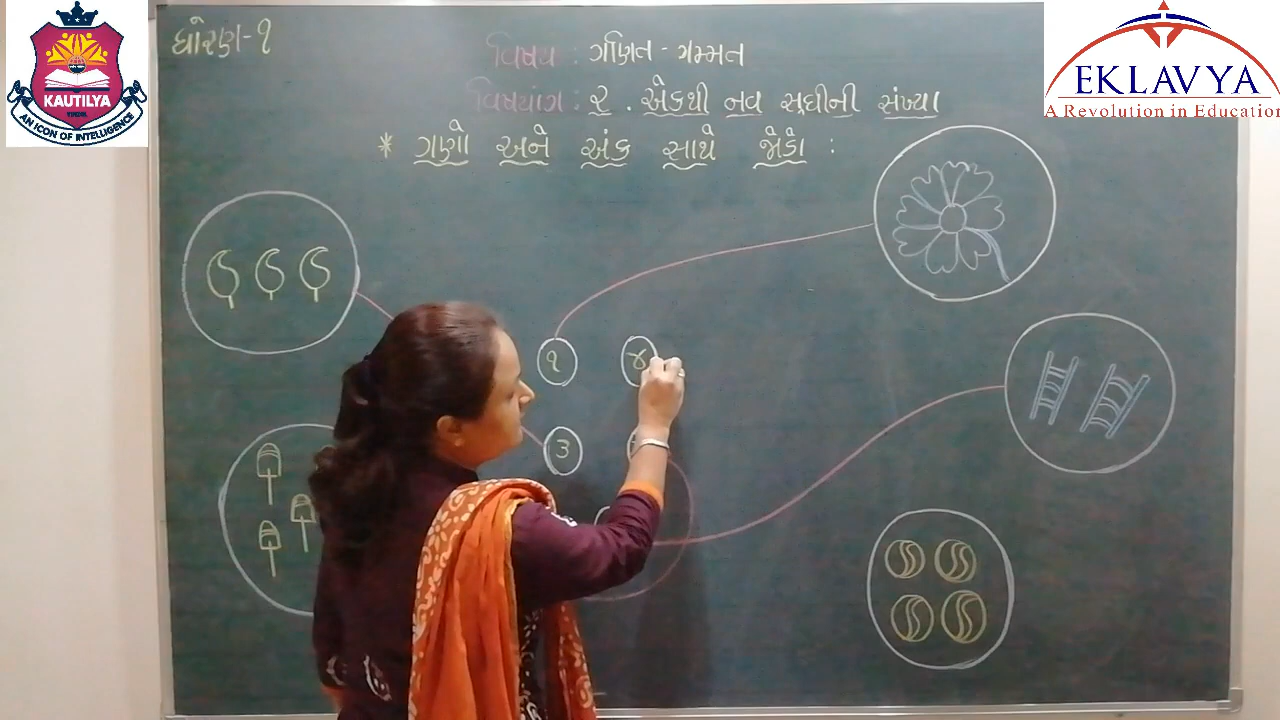 KAUTILYA
AN ICON OF INTELLIGENCE
ધોરણ-૧
વિષય : ગણિત - ગમ્મત
વિષયાંગ : ૨ . એકથી નવ સુધીની સંખ્યા
* ગણો અને અંક સાથે જોડો :
EKLAVYA
A Revolution in Education
૧
૪
૩